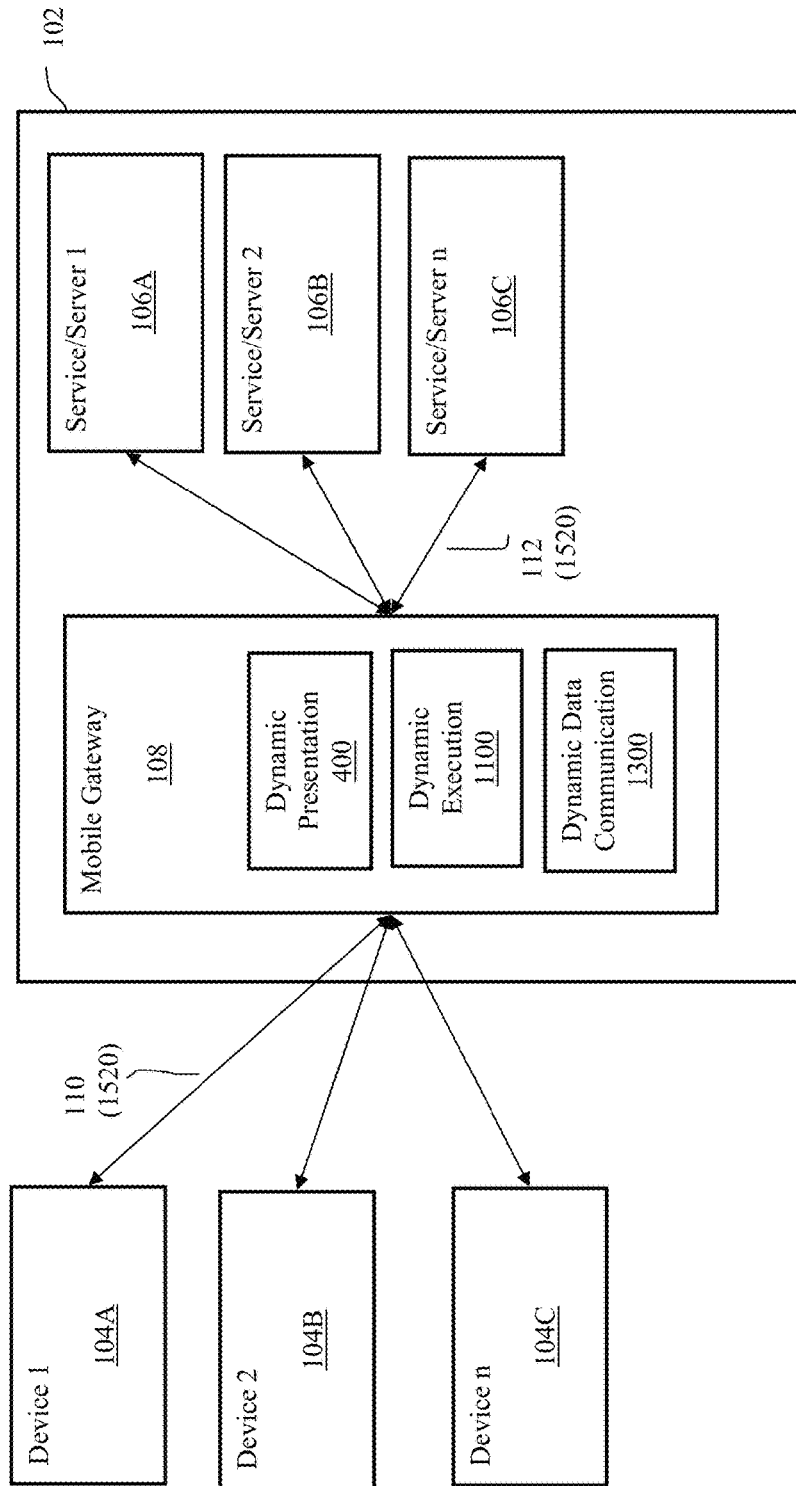 Device 1
104A
Device 2
104B
Device n
104C
110
(1520)
Mobile Gateway
108
Dynamic
Presentation
400
Dynamic
Execution
1100
Dynamic Data
Communication
1300
112
(1520)
Service/Server 1
106A
Service/Server 2
106B
Service/Server n
106C
102